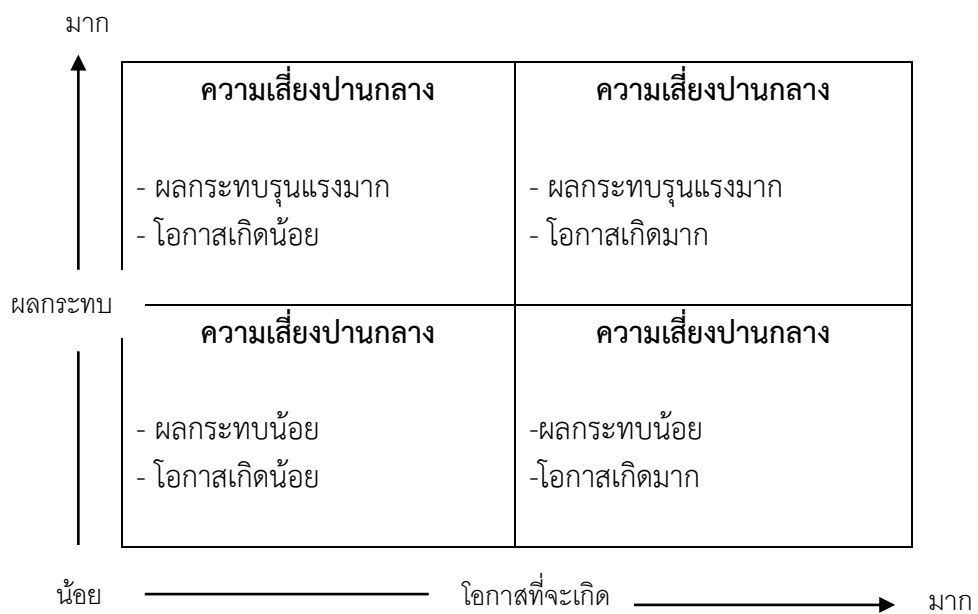 มาก
ความเสี่ยงปานกลาง
ความเสี่ยงปานกลาง
- ผลกระทบรุนแรงมาก
- ผลกระทบรุนแรงมาก
- โอกาสเกิดน้อย
- โอกาสเกิดมาก
ผลกระทบ
ความเสี่ยงปานกลาง
ความเสี่ยงปานกลาง
- ผลกระทบน้อย
-ผลกระทบน้อย
- โอกาสเกิดน้อย
-โอกาสเกิดมาก
น้อย
โอกาสที่จะเกิด
มาก